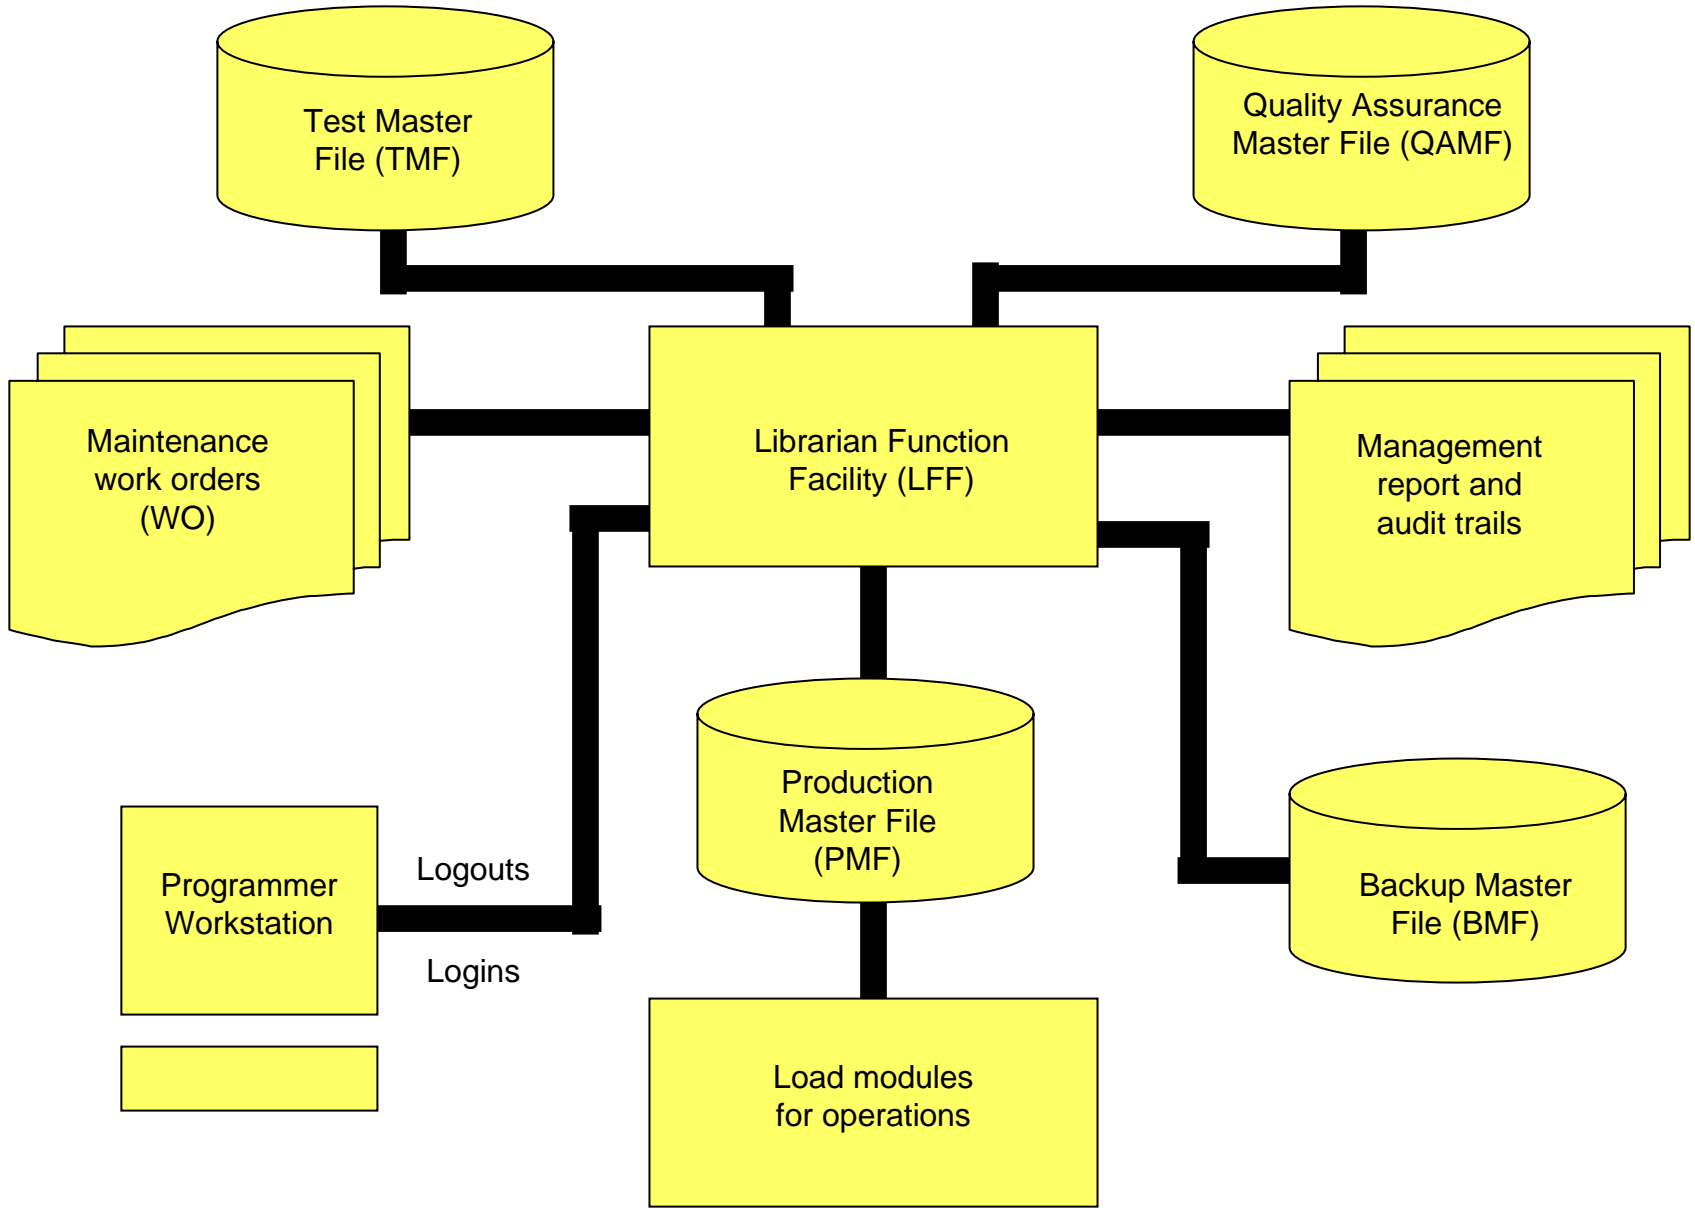 Test Master
File (TMF)
Quality Assurance
Master File (QAMF)
Maintenance
work orders
(WO)
Librarian Function
Facility (LFF)
Management
report and
audit trails
Production
Master File
(PMF)
Programmer
Workstation
Logouts
Logins
Backup Master
File (BMF)
Load modules
for operations